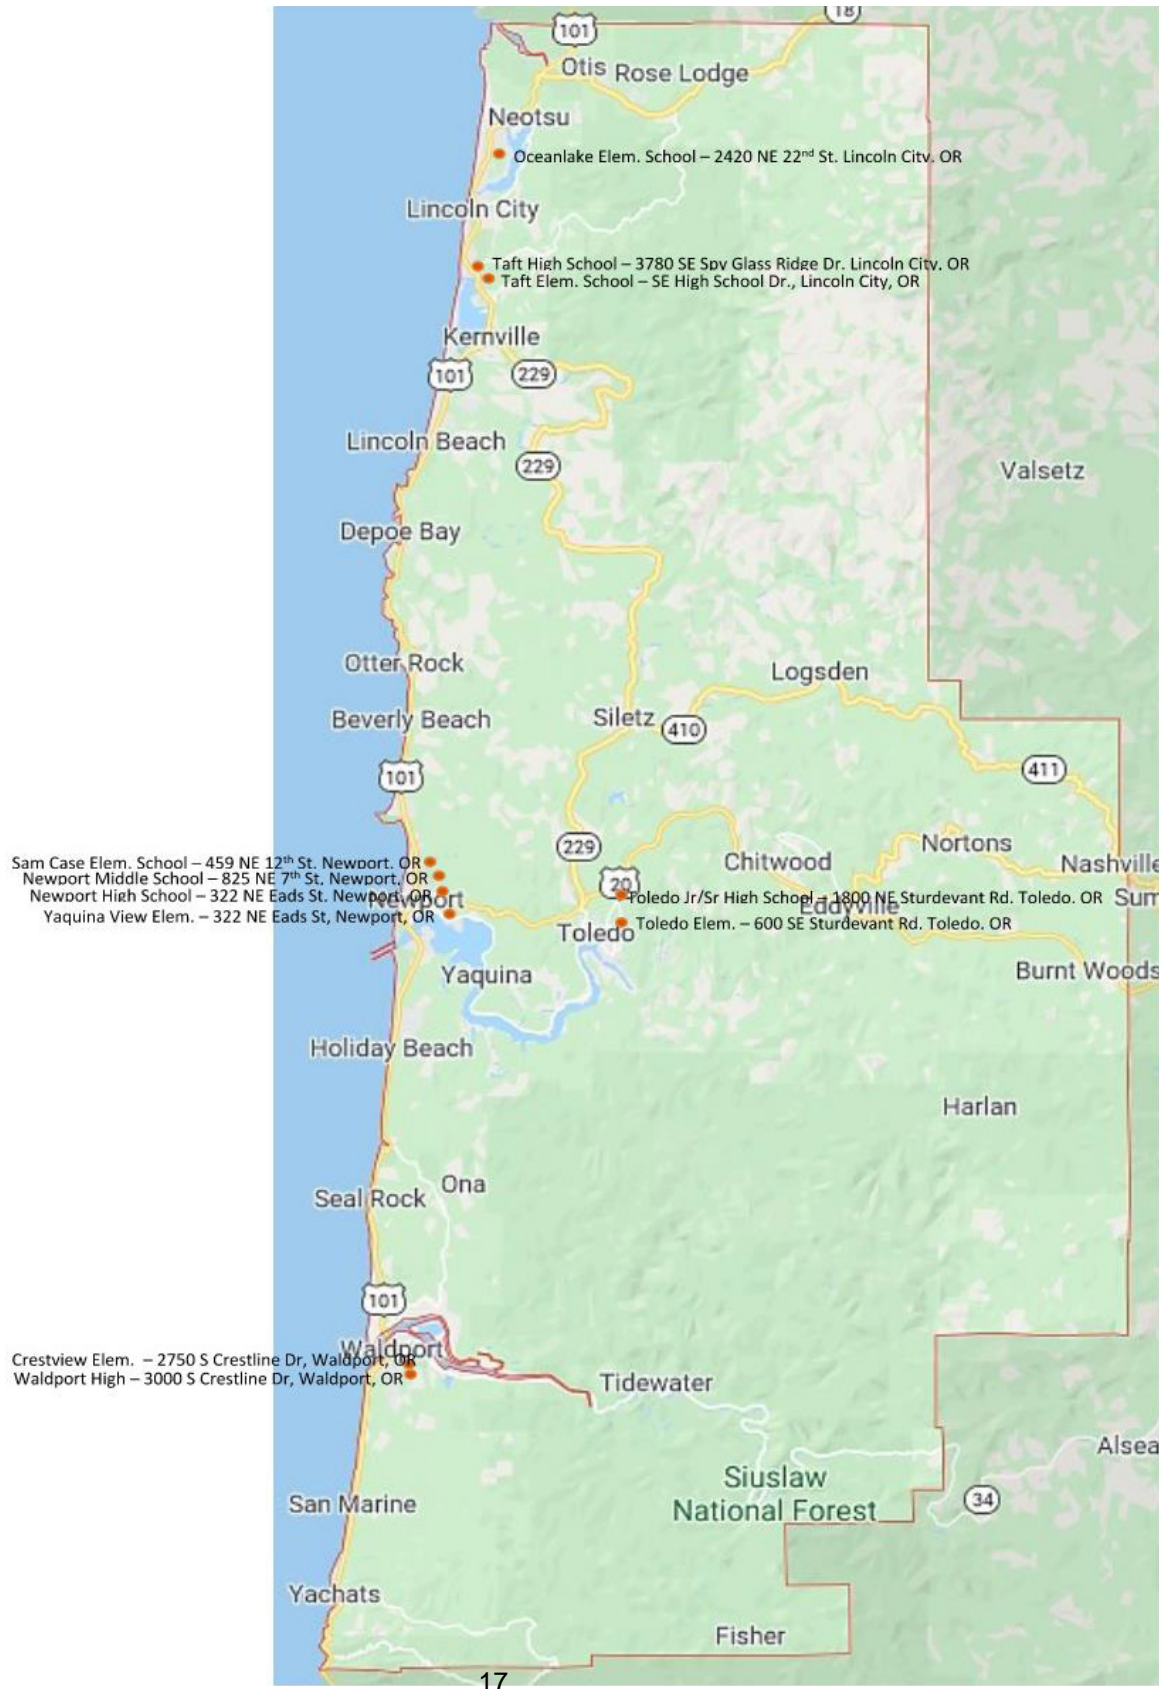 18
101
Otis Rose Lodge
Neotsu
Oceanlake Elem. School – 2420 NE 22nd St. Lincoln City. OR
Lincoln City
Taft High School – 3780 SE Spy Glass Ridge Dr. Lincoln City. OR
Taft Elem. School – SE High School Dr., Lincoln City, OR
Kernville
101
229
Lincoln Beach
229
Valsetz
Depoe Bay
Otter Rock
Logsden
Beverly Beach
Siletz
410
101
411
229
Nortons
Chitwood
Nashville
Sam Case Elem. School – 459 NE 12th St. Newport. OR
Newport Middle School – 825 NE 7th St, Newport, OR
20
Newport High School – 322 NE Eads St. Newport, OR
Newport
Toledo Jr/Sr High School – 1800 NE Sturdevant Rd. Toledo. OR
Sum
Eddyville
Yaquina View Elem. – 322 NE Eads St, Newport, OR
Toledo
Toledo Elem. – 600 SE Sturdevant Rd. Toledo. OR
Yaquina
Burnt Woods
Holiday Beach
Harlan
Ona
Seal Rock
101
Waldport
Crestview Elem. – 2750 S Crestline Dr, Waldport, OR
Waldport High – 3000 S Crestline Dr, Waldport, OR
Tidewater
Alsea
Siuslaw
National Forest
34
San Marine
Yachats
Fisher
17